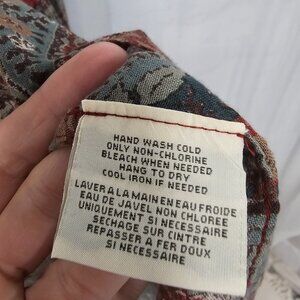 HAND WASH COLD
ONLY NON-CHLORINE
BLEACH WHEN NEEDED
HANG TO DRY
COOL IRON IF NEEDED
LAVER A LA MAIN EN EAU FROIDE
EAU DE JAVEL NON CHLOREE
UNIQUEMENT SI NECESSAIRE
SECHAGE SUR CINTRE
REPASSER A FER DOUX
SI NECESSAIRE